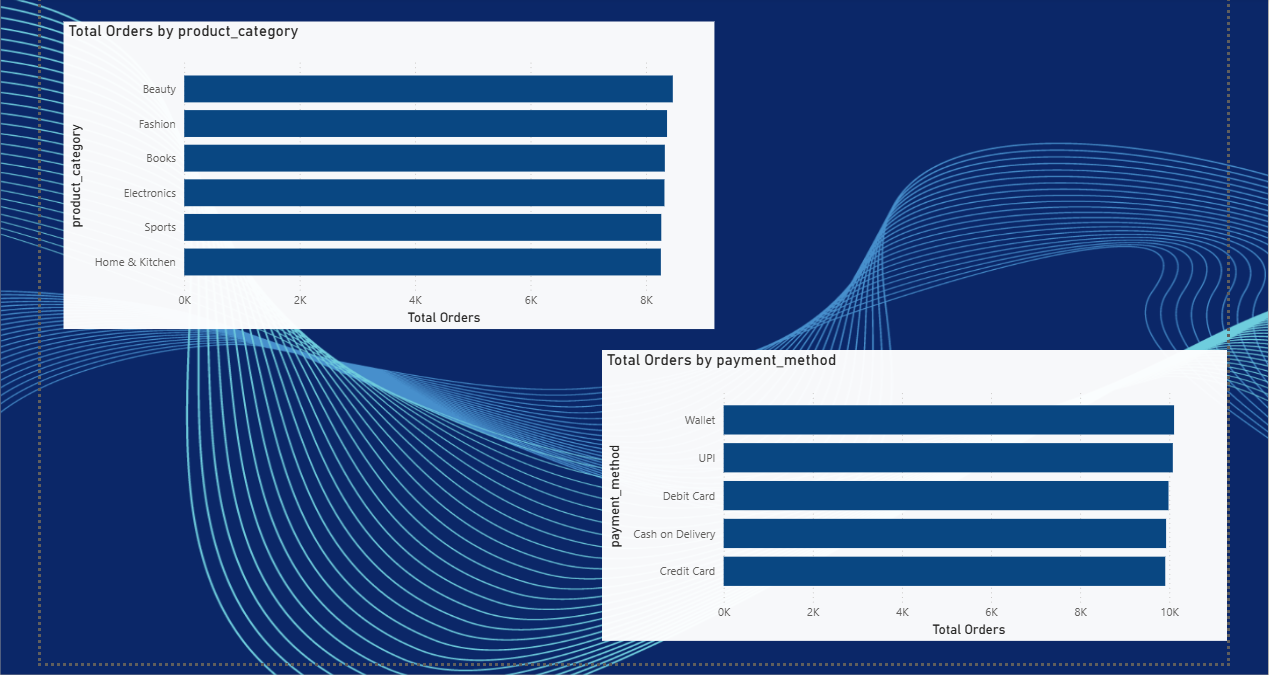 Total Orders by product_category
product_category
Beauty
Fashion
Books
Electronics
Sports
Home & Kitchen
0K 2K 4K 6K 8K
Total Orders
Total Orders by payment_method
payment_method
Wallet
UPI
Debit Card
Cash on Delivery
Credit Card
0K 2K 4K 6K 8K 10K
Total Orders